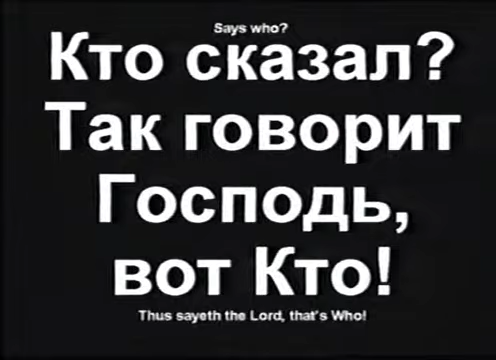 Says who?
Кто сказал?
Так говорит
Господь,
вот Кто!
Thus sayeth the Lord, that's Who!